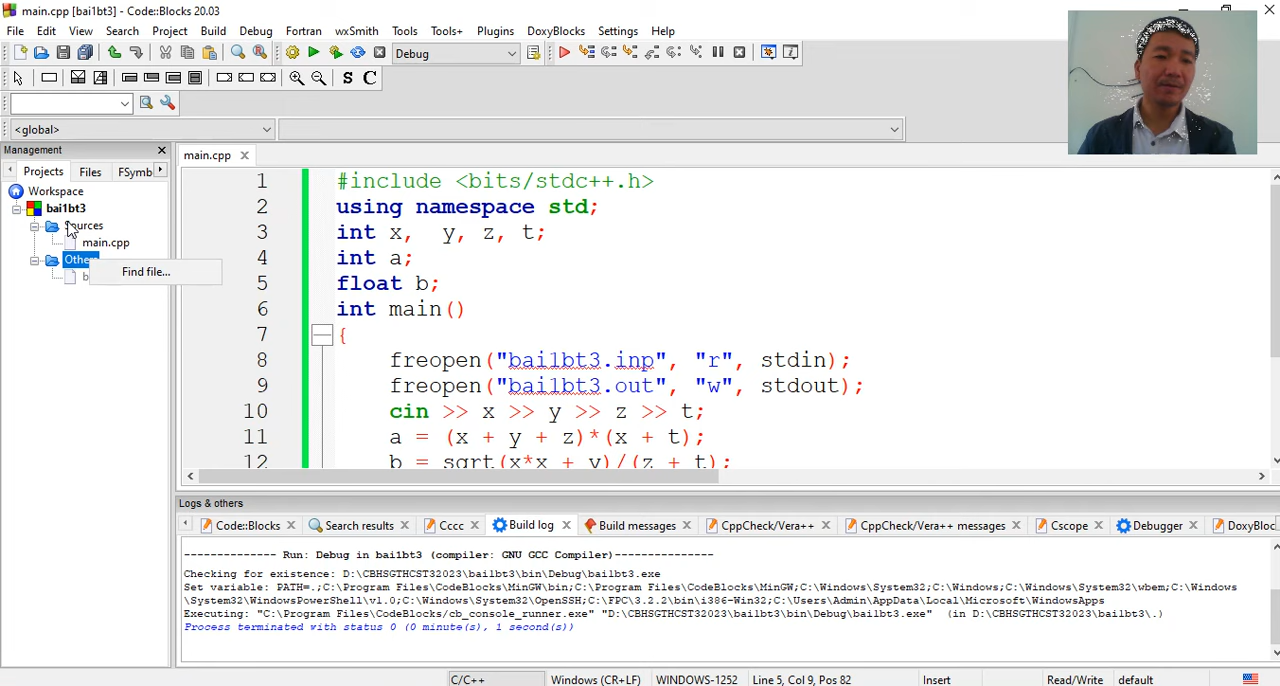 main.cpp [bai1bt3] - Code::Blocks 20.03
File Edit View Search Project Build Debug Fortran wxSmith Tools Tools+ Plugins DoxyBlocks Settings Help
Debug
S C
<global>
Management
Projects Files FSymb
Workspace
bai1bt3
Sources
main.cpp
Othe
Find file...
b
main.cpp
1 #include <bits/stdc++.h>
2 using namespace std;
3 int x, y, z, t;
4 int a;
5 float b;
6 int main()
7 {
8 freopen("bai1bt3.inp", "r", stdin);
9 freopen("bai1bt3.out", "w", stdout);
10 cin >> x >> y >> z >> t;
11 a = (x + y + z)*(x + t);
12 b = sqrt(x*x + y)/(z + t);
Logs & others
Code::Blocks Search results Cccc Build log Build messages CppCheck/Vera++ CppCheck/Vera++ messages Cscope Debugger DoxyBloc
-------------- Run: Debug in bai1bt3 (compiler: GNU GCC Compiler)---------------
Checking for existence: D:\CBHSGTHCST32023\bai1bt3\bin\Debug\bai1bt3.exe
Set variable: PATH=.;C:\Program Files\CodeBlocks\MinGW\bin;C:\Program Files\CodeBlocks\MinGW;C:\Windows\System32;C:\Windows;C:\Windows\System32\wbem;C:\Windows
\System32\WindowsPowerShell\v1.0;C:\Windows\System32\OpenSSH;C:\FPC\3.2.2\bin\i386-Win32;C:\Users\Admin\AppData\Local\Microsoft\WindowsApps
Executing: "C:\Program Files\CodeBlocks/cb_console_runner.exe" "D:\CBHSGTHCST32023\bai1bt3\bin\Debug\bai1bt3.exe" (in D:\CBHSGTHCST32023\bai1bt3\.)
Process terminated with status 0 (0 minute(s), 1 second(s))
C/C++ Windows (CR+LF) WINDOWS-1252 Line 5, Col 9, Pos 82 Insert Read/Write default